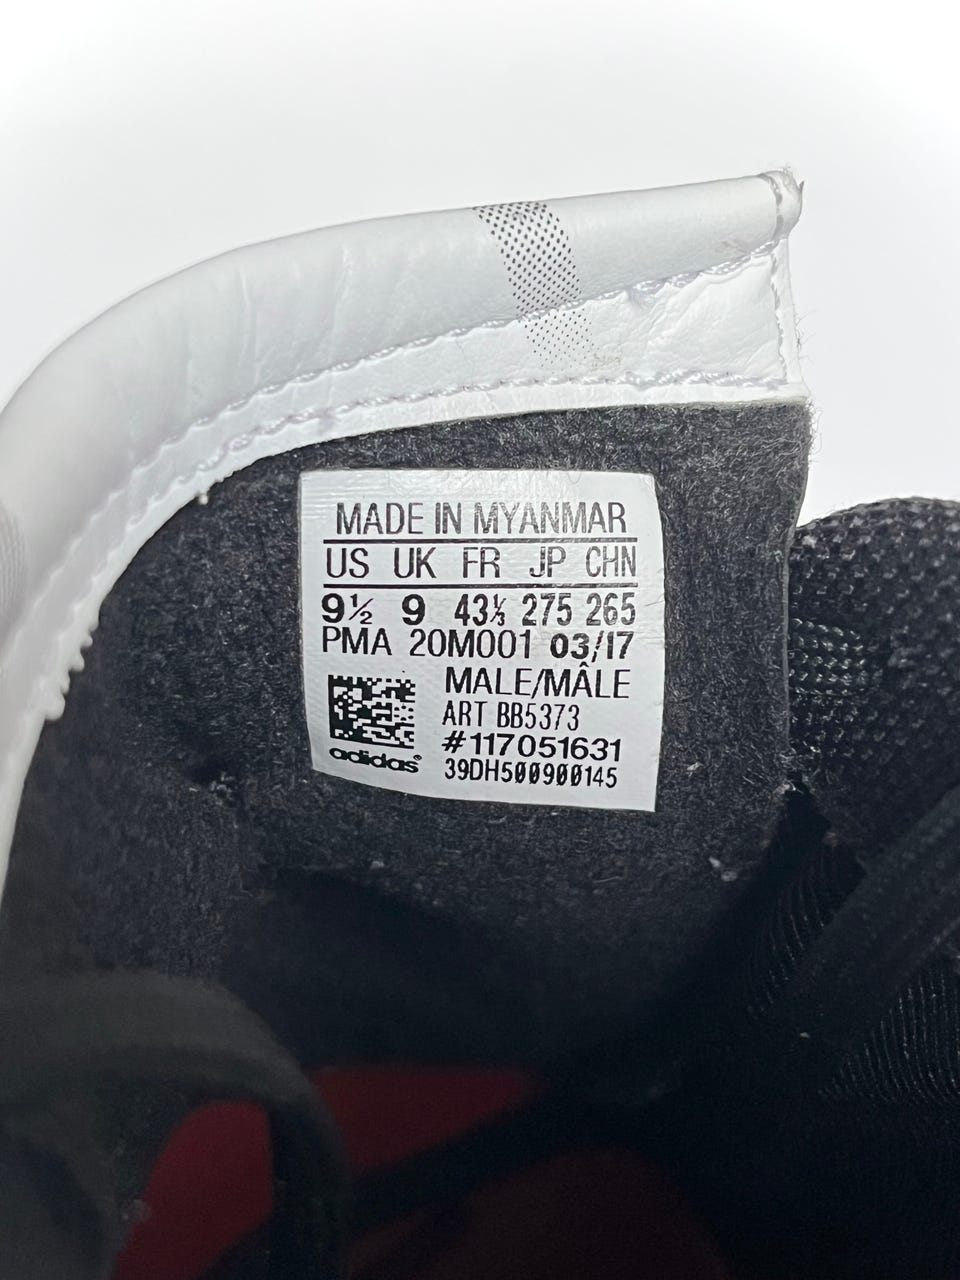 MADE IN MYANMAR
US UK FR JP CHN
9½ 9 43⅓ 275 265
PMA 20M001 03/17
MALE/MÂLE
ART BB5373
#117051631
adidas® 39DH500900145